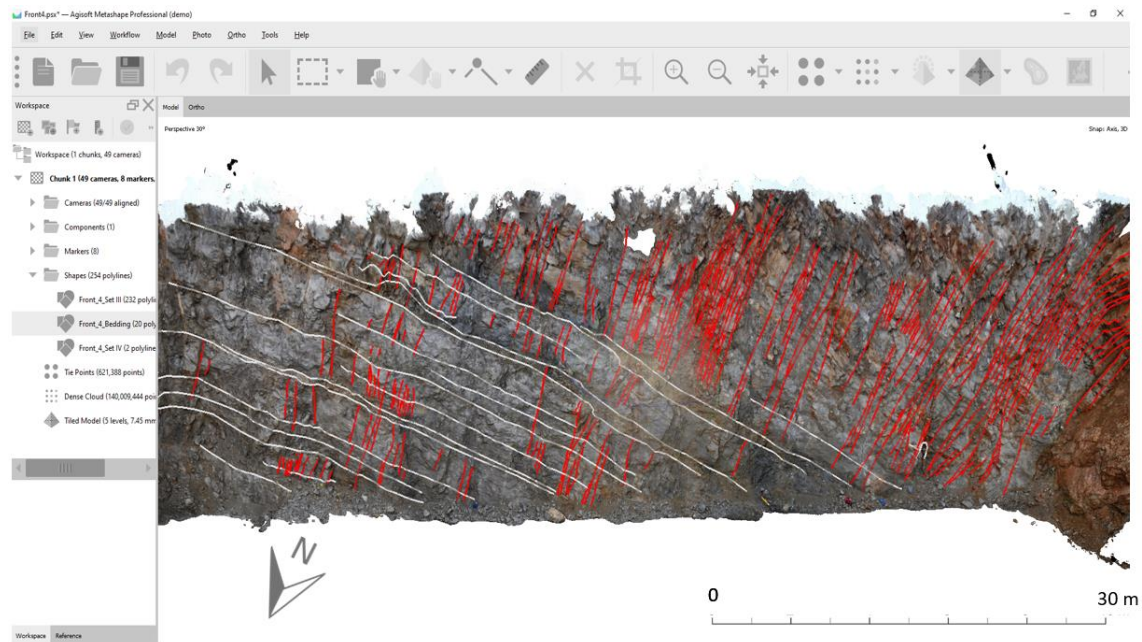 Front4.psx* — Agisoft Metashape Professional (demo)
File Edit View Workflow Model Photo Ortho Tools Help
Workspace
Model Ortho
Perspective 30°
Snap: Axis, 3D
Workspace (1 chunks, 49 cameras)
Chunk 1 (49 cameras, 8 markers,
Cameras (49/49 aligned)
Components (1)
Markers (8)
Shapes (254 polylines)
Front_4_Set III (232 polylin
Front_4_Bedding (20 poly
Front_4_Set IV (2 polyline
Tie Points (621,388 points)
Dense Cloud (140,009,444 poi
Tiled Model (5 levels, 7.45 mm
N
0
30 m
Workspace Reference